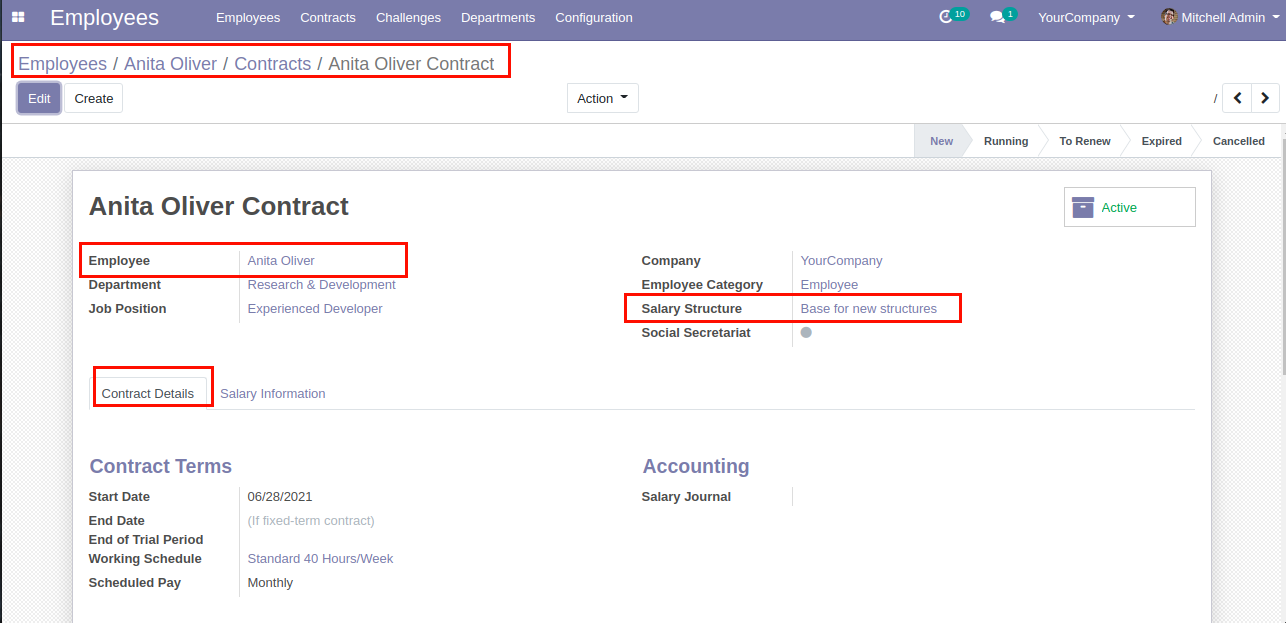 Employees Employees Contracts Challenges Departments Configuration 10 1 YourCompany Mitchell Admin
Employees / Anita Oliver / Contracts / Anita Oliver Contract
Edit Create Action /
New Running To Renew Expired Cancelled
Anita Oliver Contract
Active
Employee Anita Oliver Company YourCompany
Department Research & Development Employee Category Employee
Job Position Experienced Developer Salary Structure Base for new structures
Social Secretariat
Contract Details Salary Information
Contract Terms Accounting
Start Date 06/28/2021 Salary Journal
End Date (If fixed-term contract)
End of Trial Period
Working Schedule Standard 40 Hours/Week
Scheduled Pay Monthly